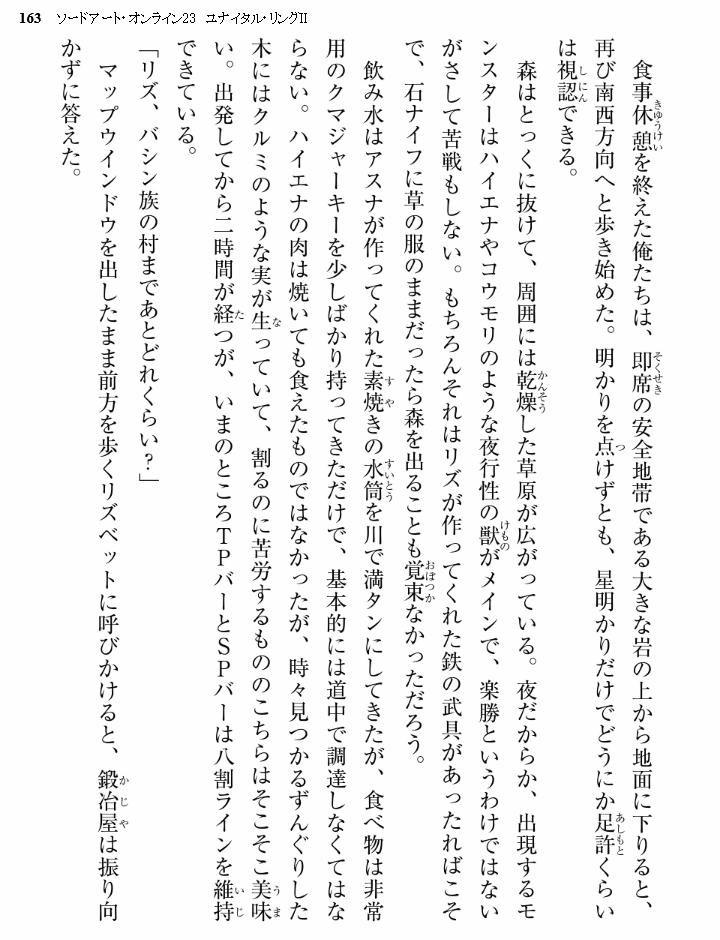 163 ソードアート・オンライン23 ユナイタル・リングⅡ
　食事休憩を終えた俺たちは、即席の安全地帯である大きな岩の上から地面に下りると、
再び南西方向へと歩き始めた。明かりを点けずとも、星明かりだけでどうにか足許くらい
は視認できる。
　森はとっくに抜けて、周囲には乾燥した草原が広がっている。夜だからか、出現するモ
ンスターはハイエナやコウモリのような夜行性の獣がメインで、楽勝というわけではない
がさして苦戦もしない。もちろんそれはリズが作ってくれた鉄の武具があったればこそ
で、石ナイフに草の服のままだったら森を出ることも覚束なかっただろう。
　飲み水はアスナが作ってくれた素焼きの水筒を川で満タンにしてきたが、食べ物は非常
用のクマジャーキーを少しばかり持ってきただけで、基本的には道中で調達しなくてはな
らない。ハイエナの肉は焼いても食えたものではなかったが、時々見つかるずんぐりした
木にはクルミのような実が生っていて、割るのに苦労するもののこちらはそこそこ美味
い。出発してから二時間が経つが、いまのところTPバーとSPバーは八割ラインを維持
できている。
「リズ、バシン族の村まであとどれくらい？」
　マップウインドウを出したまま前方を歩くリズベットに呼びかけると、鍛冶屋は振り向
かずに答えた。